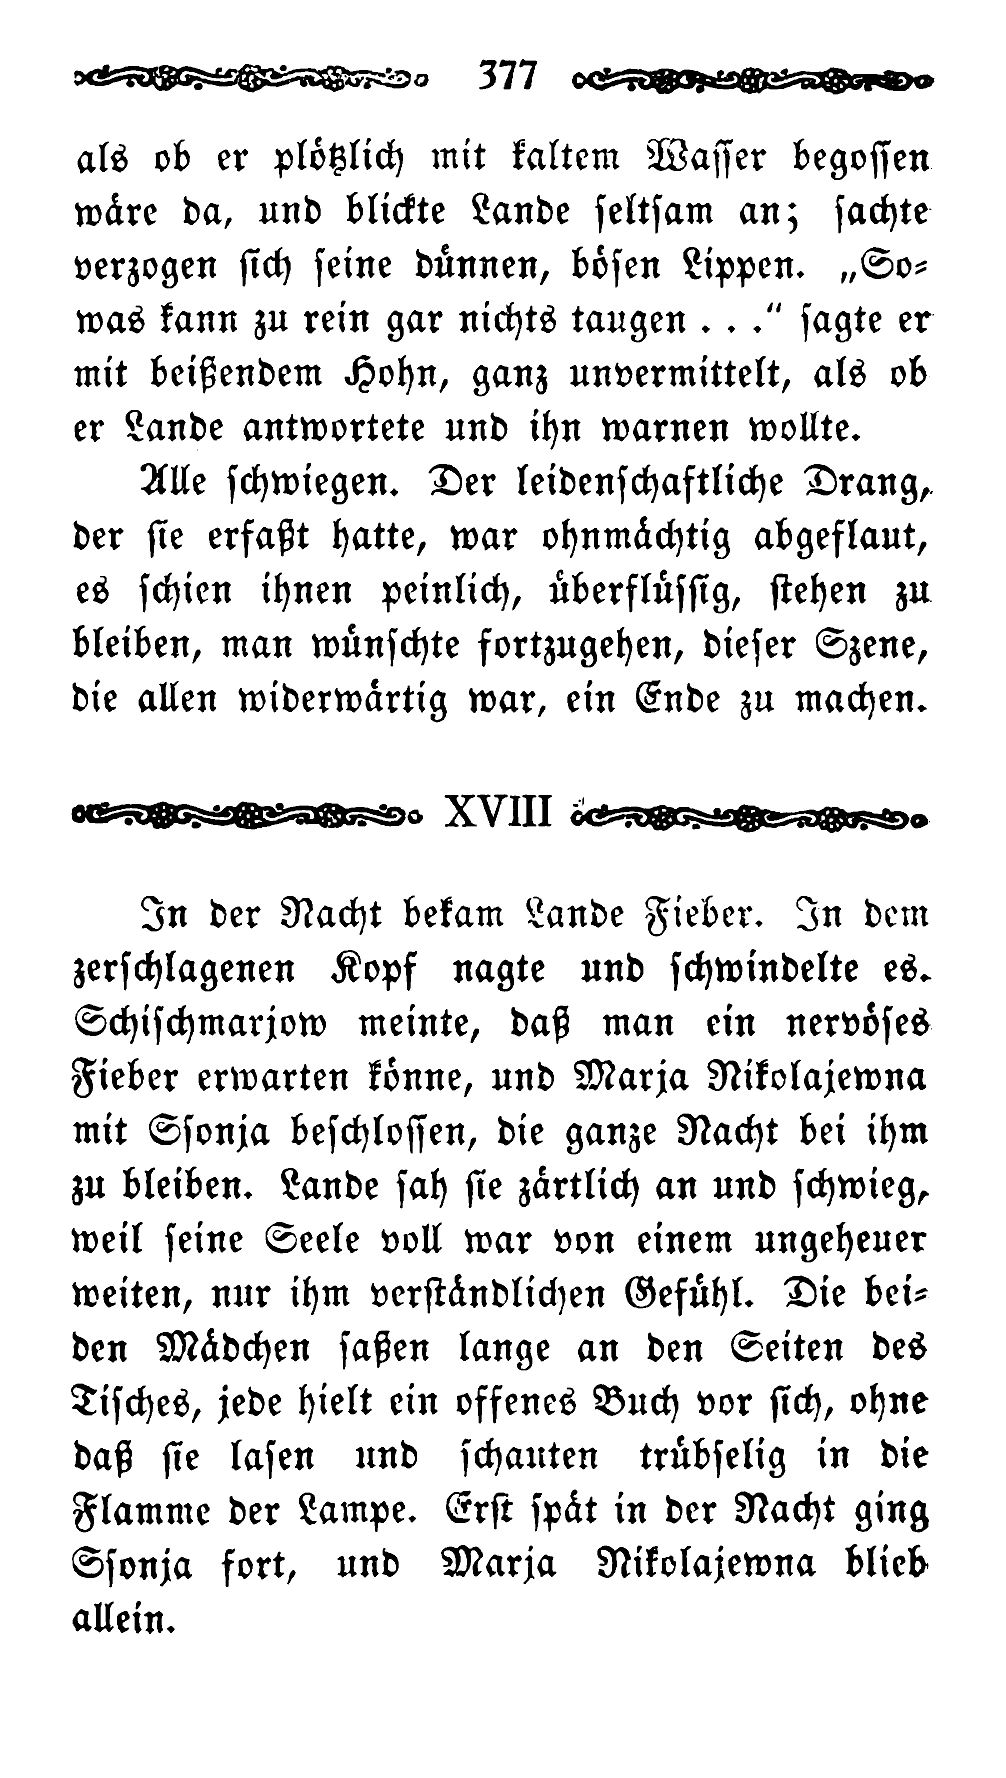 377
als ob er plötzlich mit kaltem Wasser begossen
wäre da, und blickte Lande seltsam an; sachte
verzogen sich seine dünnen, bösen Lippen. „So-
was kann zu rein gar nichts taugen . . .“ sagte er
mit beißendem Hohn, ganz unvermittelt, als ob
er Lande antwortete und ihn warnen wollte.
Alle schwiegen. Der leidenschaftliche Drang,
der sie erfaßt hatte, war ohnmächtig abgeflaut,
es schien ihnen peinlich, überflüssig, stehen zu
bleiben, man wünschte fortzugehen, dieser Szene,
die allen widerwärtig war, ein Ende zu machen.
XVIII
In der Nacht bekam Lande Fieber. In dem
zerschlagenen Kopf nagte und schwindelte es.
Schischmarjow meinte, daß man ein nervöses
Fieber erwarten könne, und Marja Nikolajewna
mit Ssonja beschlossen, die ganze Nacht bei ihm
zu bleiben. Lande sah sie zärtlich an und schwieg,
weil seine Seele voll war von einem ungeheuer
weiten, nur ihm verständlichen Gefühl. Die bei-
den Mädchen saßen lange an den Seiten des
Tisches, jede hielt ein offenes Buch vor sich, ohne
daß sie lasen und schauten trübselig in die
Flamme der Lampe. Erst spät in der Nacht ging
Ssonja fort, und Marja Nikolajewna blieb
allein.